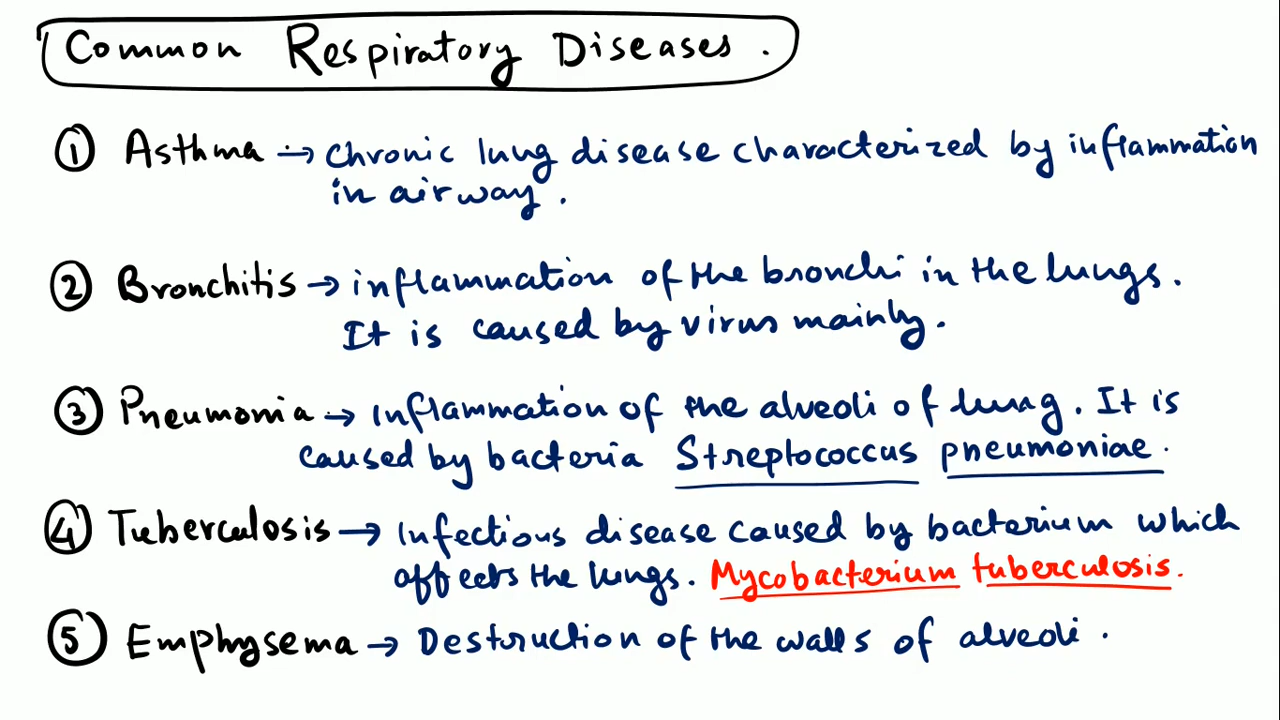 Common Respiratory Diseases.
① Asthma → chronic lung disease characterized by inflammation
in airway.
② Bronchitis → inflammation of the bronchi in the lungs.
It is caused by virus mainly.
③ Pneumonia → Inflammation of the alveoli of lung. It is
caused by bacteria Streptococcus pneumoniae.
④ Tuberculosis → Infectious disease caused by bacterium which
affects the lungs. Mycobacterium tuberculosis.
⑤ Emphysema → Destruction of the walls of alveoli.